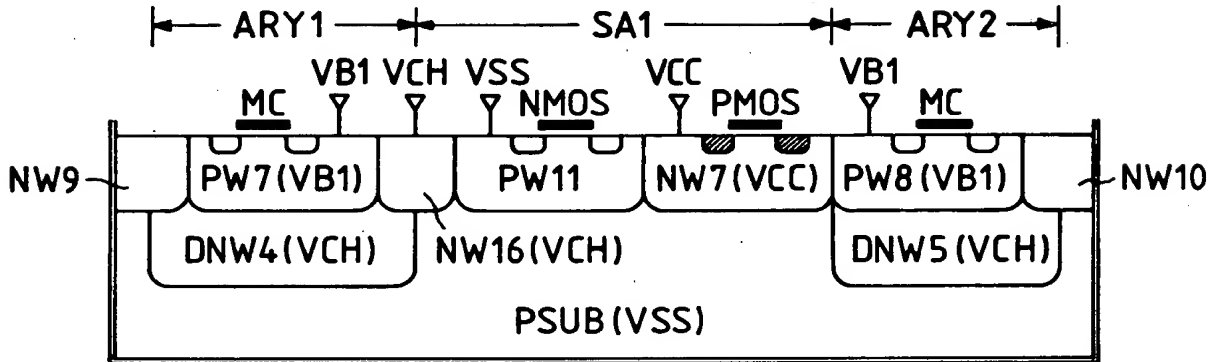 ARY1 SA1 ARY2
VB1 VCH VSS VCC VB1
MC NMOS PMOS MC
NW9 PW7(VB1) PW11 NW7(VCC) PW8(VB1) NW10
DNW4(VCH) NW16(VCH) DNW5(VCH)
PSUB(VSS)